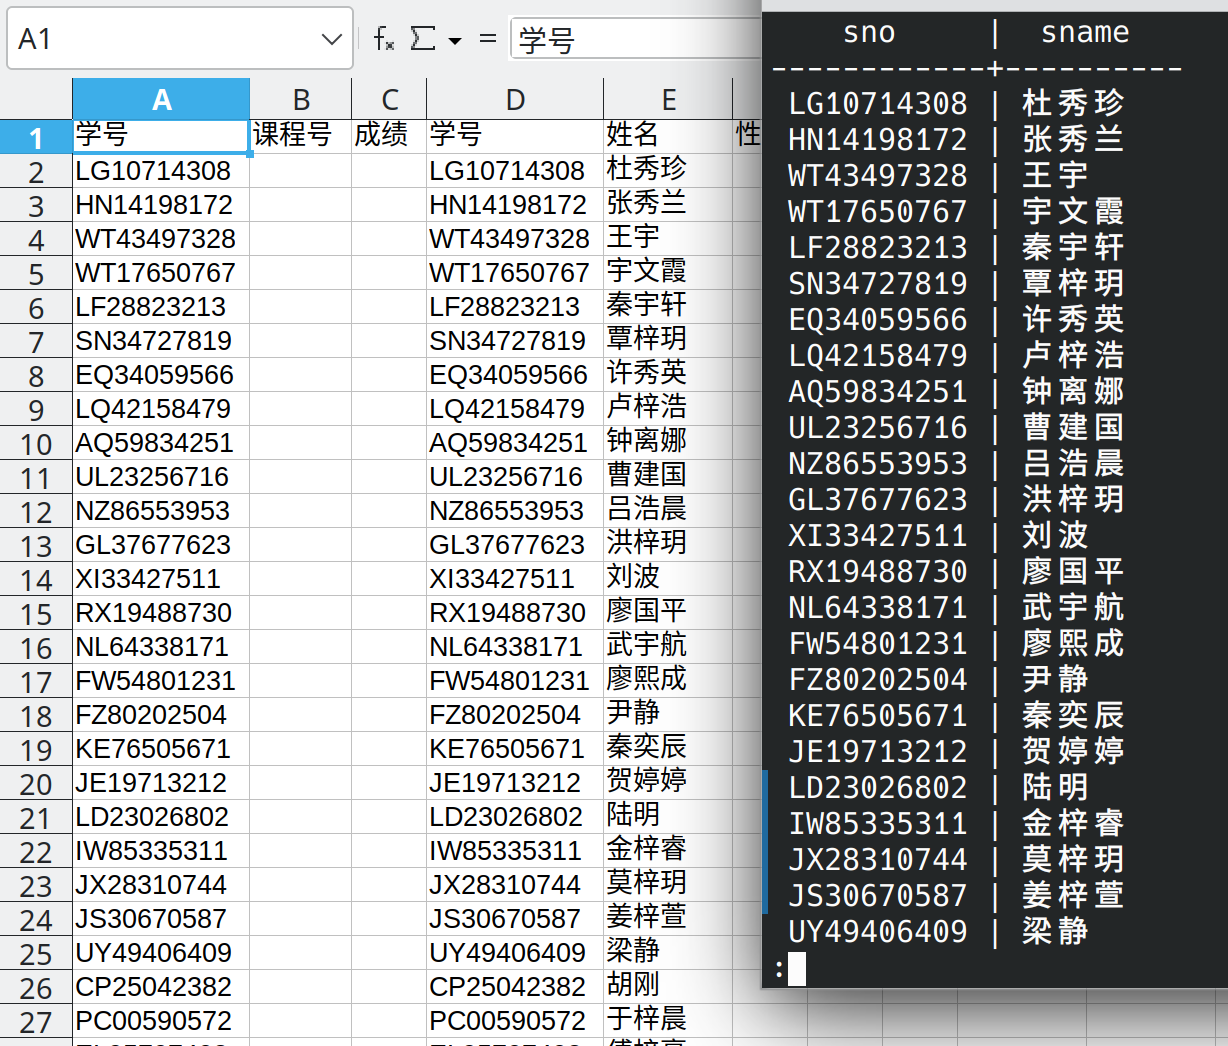 A1 fx Σ = 学号
A B C D E
1 学号 课程号 成绩 学号 姓名 性
2 LG10714308 LG10714308 杜秀珍
3 HN14198172 HN14198172 张秀兰
4 WT43497328 WT43497328 王宇
5 WT17650767 WT17650767 宇文霞
6 LF28823213 LF28823213 秦宇轩
7 SN34727819 SN34727819 覃梓玥
8 EQ34059566 EQ34059566 许秀英
9 LQ42158479 LQ42158479 卢梓浩
10 AQ59834251 AQ59834251 钟离娜
11 UL23256716 UL23256716 曹建国
12 NZ86553953 NZ86553953 吕浩晨
13 GL37677623 GL37677623 洪梓玥
14 XI33427511 XI33427511 刘波
15 RX19488730 RX19488730 廖国平
16 NL64338171 NL64338171 武宇航
17 FW54801231 FW54801231 廖熙成
18 FZ80202504 FZ80202504 尹静
19 KE76505671 KE76505671 秦奕辰
20 JE19713212 JE19713212 贺婷婷
21 LD23026802 LD23026802 陆明
22 IW85335311 IW85335311 金梓睿
23 JX28310744 JX28310744 莫梓玥
24 JS30670587 JS30670587 姜梓萱
25 UY49406409 UY49406409 梁静
26 CP25042382 CP25042382 胡刚
27 PC00590572 PC00590572 于梓晨
sno | sname
------------+----------
LG10714308 | 杜秀珍
HN14198172 | 张秀兰
WT43497328 | 王宇
WT17650767 | 宇文霞
LF28823213 | 秦宇轩
SN34727819 | 覃梓玥
EQ34059566 | 许秀英
LQ42158479 | 卢梓浩
AQ59834251 | 钟离娜
UL23256716 | 曹建国
NZ86553953 | 吕浩晨
GL37677623 | 洪梓玥
XI33427511 | 刘波
RX19488730 | 廖国平
NL64338171 | 武宇航
FW54801231 | 廖熙成
FZ80202504 | 尹静
KE76505671 | 秦奕辰
JE19713212 | 贺婷婷
LD23026802 | 陆明
IW85335311 | 金梓睿
JX28310744 | 莫梓玥
JS30670587 | 姜梓萱
UY49406409 | 梁静
: